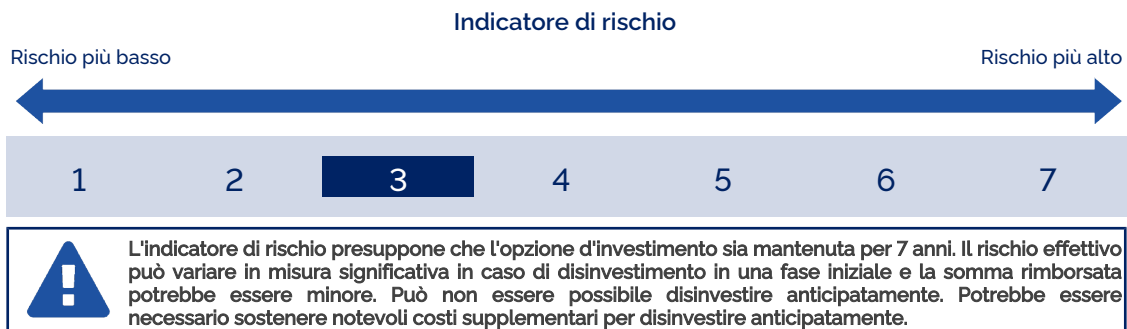 Indicatore di rischio
Rischio più basso
Rischio più alto
1 2 3 4 5 6 7
L'indicatore di rischio presuppone che l'opzione d'investimento sia mantenuta per 7 anni. Il rischio effettivo
può variare in misura significativa in caso di disinvestimento in una fase iniziale e la somma rimborsata
potrebbe essere minore. Può non essere possibile disinvestire anticipatamente. Potrebbe essere
necessario sostenere notevoli costi supplementari per disinvestire anticipatamente.